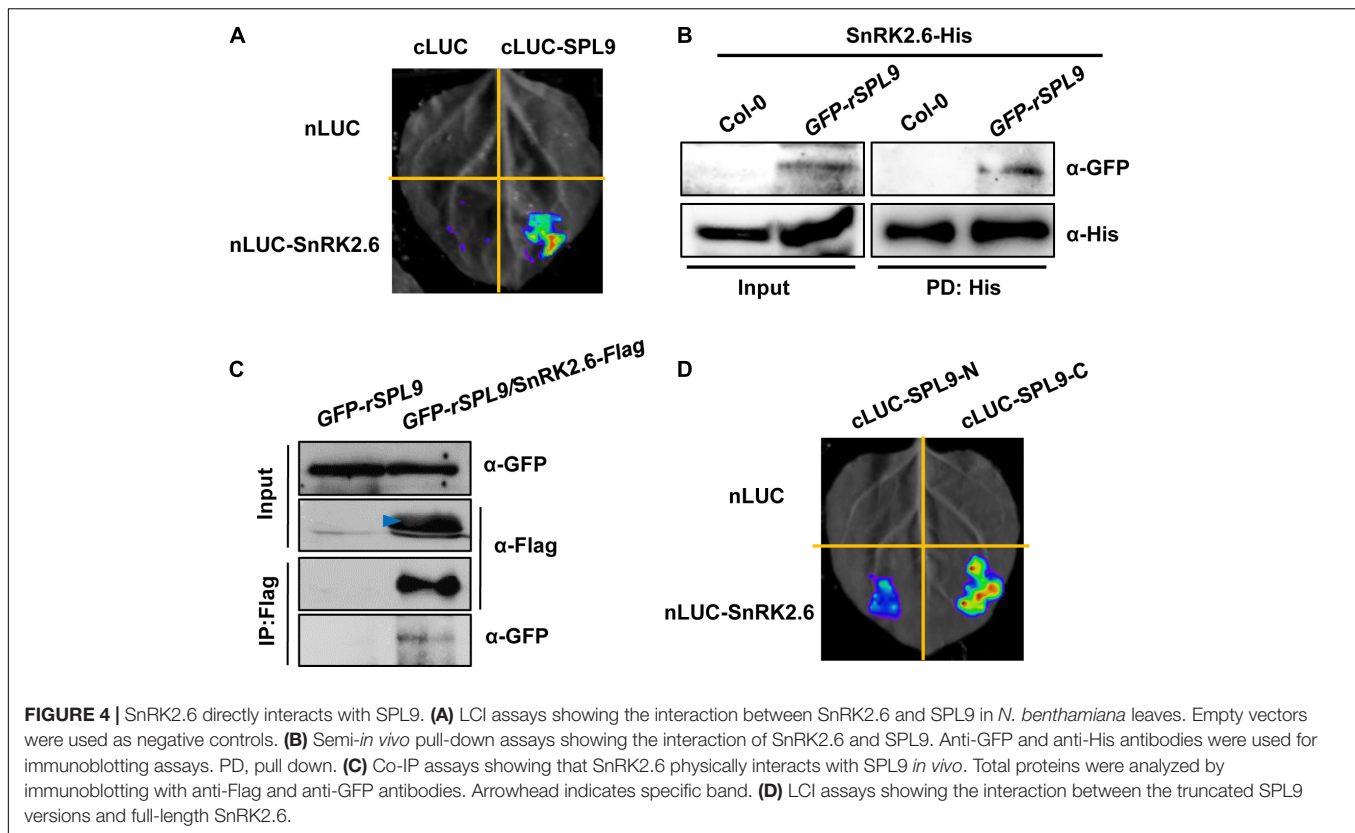 A
cLUC cLUC-SPL9
nLUC
nLUC-SnRK2.6
B
SnRK2.6-His
Col-0 GFP-rSPL9 Col-0 GFP-rSPL9
α-GFP
α-His
Input PD: His
C
GFP-rSPL9 GFP-rSPL9/SnRK2.6-Flag
Input
IP:Flag
α-GFP
α-Flag
α-GFP
D
cLUC-SPL9-N cLUC-SPL9-C
nLUC
nLUC-SnRK2.6
FIGURE 4 | SnRK2.6 directly interacts with SPL9. (A) LCI assays showing the interaction between SnRK2.6 and SPL9 in N. benthamiana leaves. Empty vectors
were used as negative controls. (B) Semi-in vivo pull-down assays showing the interaction of SnRK2.6 and SPL9. Anti-GFP and anti-His antibodies were used for
immunoblotting assays. PD, pull down. (C) Co-IP assays showing that SnRK2.6 physically interacts with SPL9 in vivo. Total proteins were analyzed by
immunoblotting with anti-Flag and anti-GFP antibodies. Arrowhead indicates specific band. (D) LCI assays showing the interaction between the truncated SPL9
versions and full-length SnRK2.6.